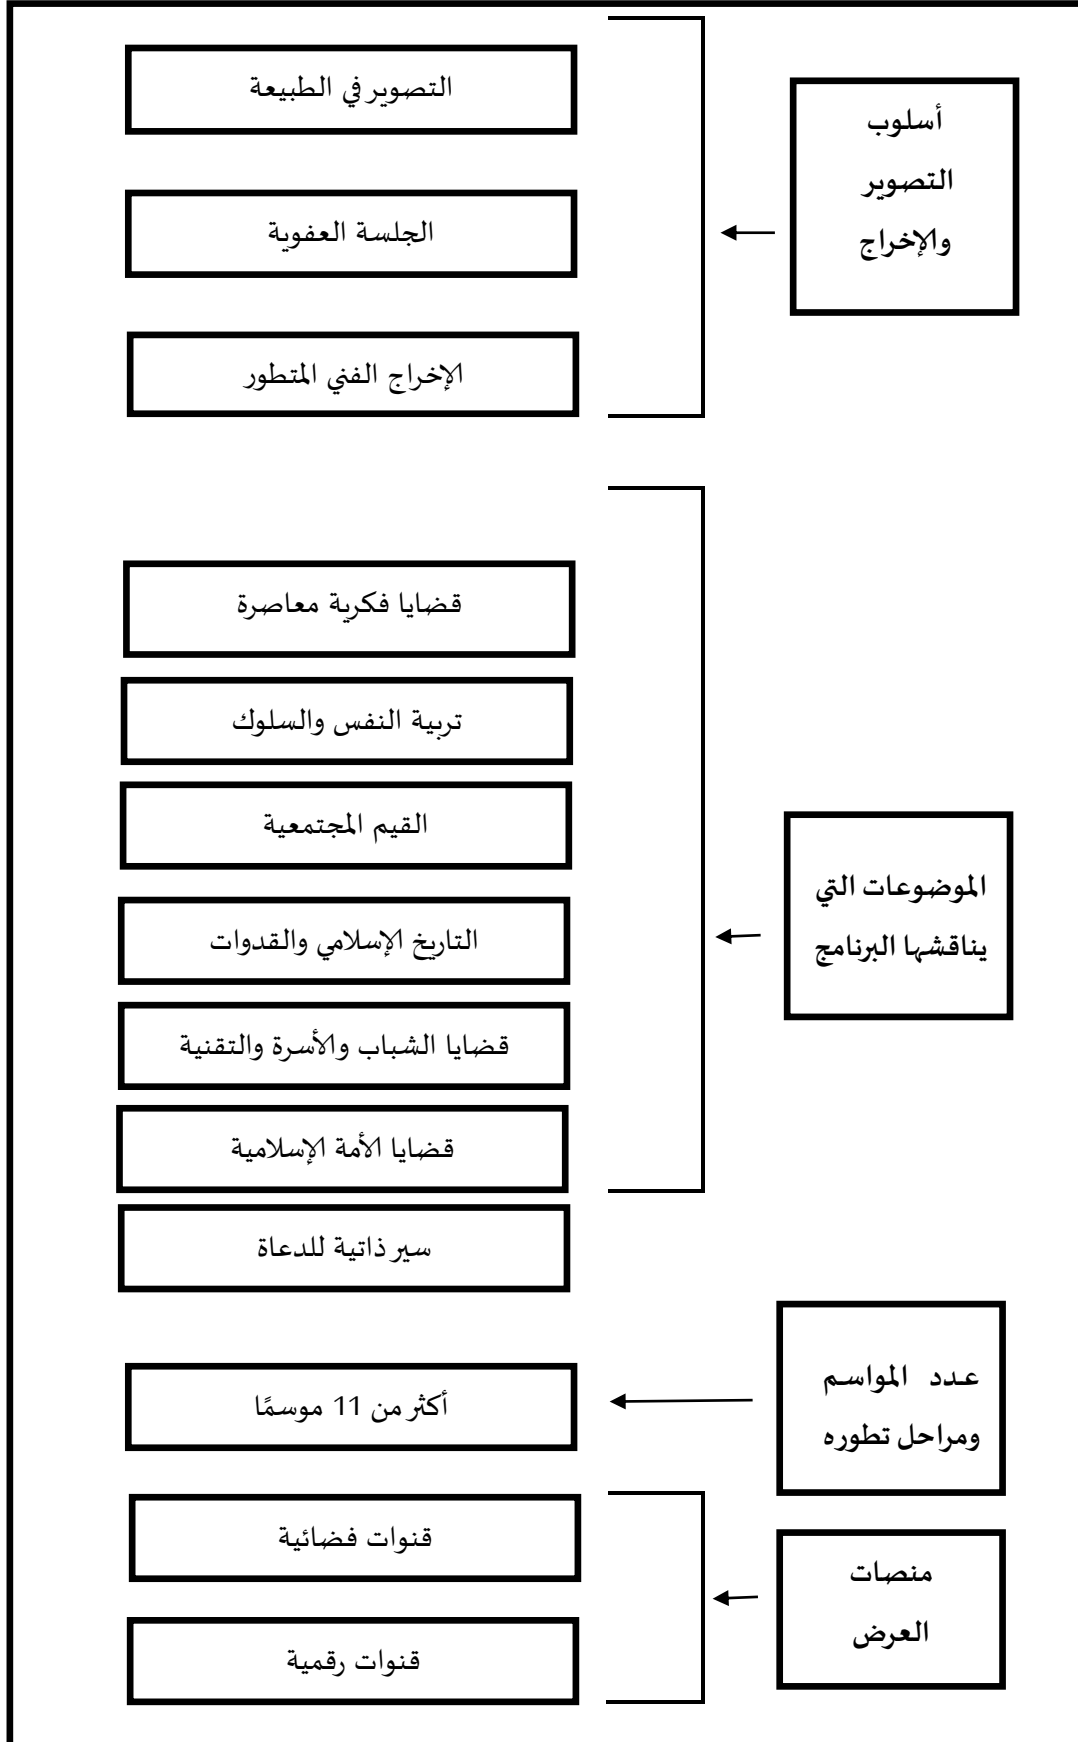 أسلوب
التصوير
والإخراج
التصوير في الطبيعة
الجلسة العفوية
الإخراج الفني المتطور
الموضوعات التي
يناقشها البرنامج
قضايا فكرية معاصرة
تربية النفس والسلوك
القيم المجتمعية
التاريخ الإسلامي والقدوات
قضايا الشباب والأسرة والتقنية
قضايا الأمة الإسلامية
سير ذاتية للدعاة
عدد المواسم
ومراحل تطوره
أكثر من 11 موسمًا
منصات
العرض
قنوات فضائية
قنوات رقمية